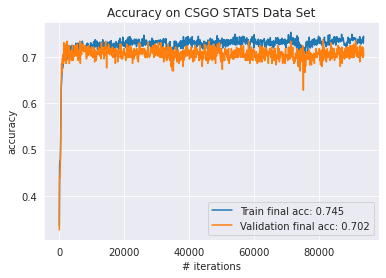 Accuracy on CSGO STATS Data Set
accuracy
0.7
0.6
0.5
0.4
Train final acc: 0.745
Validation final acc: 0.702
0
20000
40000
60000
80000
# iterations